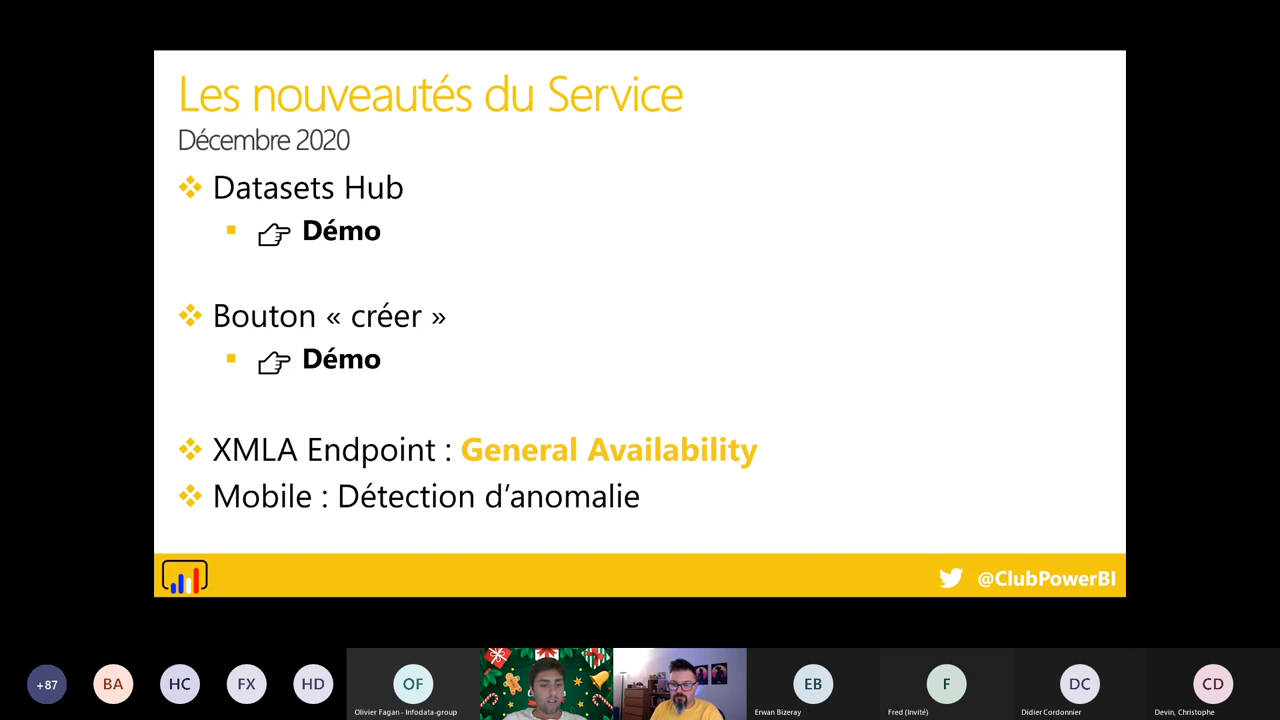 Les nouveautés du Service
Décembre 2020
Datasets Hub
Démo
Bouton « créer »
Démo
XMLA Endpoint : General Availability
Mobile : Détection d’anomalie
@ClubPowerBI
+87
BA
HC
FX
HD
OF
EB
F
DC
CD
Olivier Fagan - Infodata-group
Erwan Bizeray
Fred (Invité)
Didier Cordonnier
Devin, Christophe